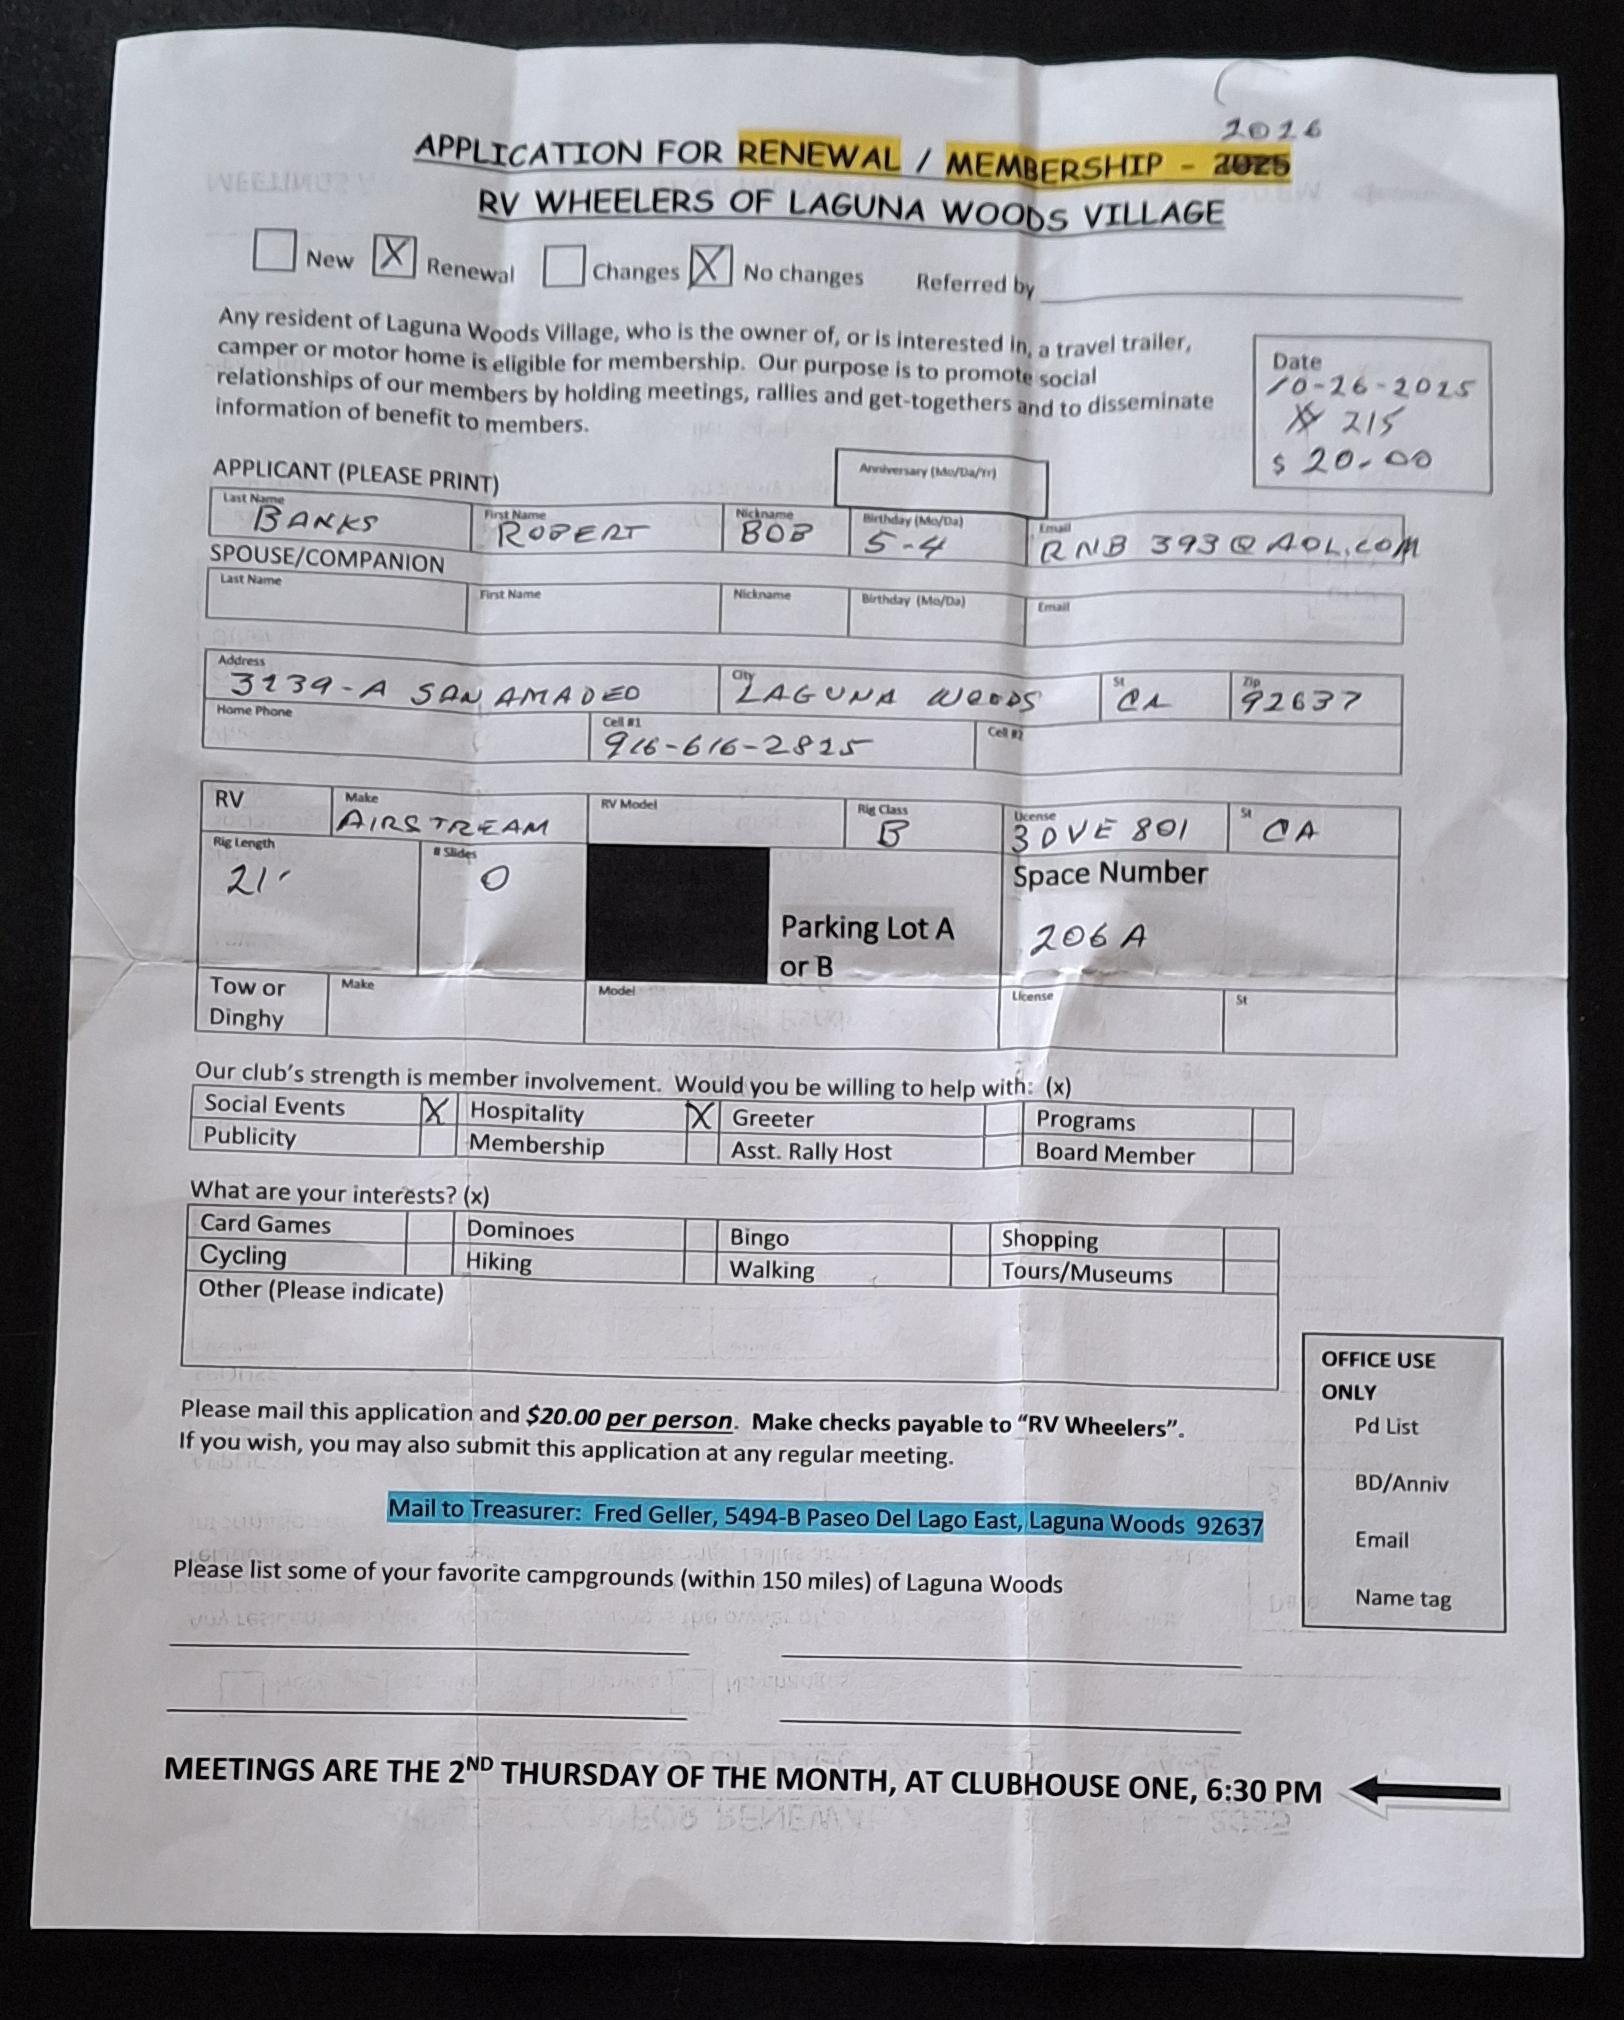 2026
APPLICATION FOR RENEWAL / MEMBERSHIP - 2025
RV WHEELERS OF LAGUNA WOODS VILLAGE
New X Renewal Changes X No changes Referred by
Any resident of Laguna Woods Village, who is the owner of, or is interested in, a travel trailer,
camper or motor home is eligible for membership. Our purpose is to promote social
relationships of our members by holding meetings, rallies and get-togethers and to disseminate
information of benefit to members.
Date
10-26-2025
215
$ 20.00
APPLICANT (PLEASE PRINT)
Anniversary (Mo/Da/Yr)
Last Name First Name Nickname Birthday (Mo/Da) Email
BANKS ROBERT BOB 5-4 RNB 393@AOL.COM
SPOUSE/COMPANION
Last Name First Name Nickname Birthday (Mo/Da) Email
Address City St Zip
3239-A SAN AMADEO LAGUNA WOODS CA 92637
Home Phone Cell #1 Cell #2
916-616-2825
RV Make RV Model Rig Class License St
AIRSTREAM B 30VE 801 CA
Rig Length # Slides Space Number
21' 0
Parking Lot A 206 A
or B
Tow or Make Model License St
Dinghy
Our club's strength is member involvement. Would you be willing to help with: (x)
Social Events X Hospitality X Greeter Programs
Publicity Membership Asst. Rally Host Board Member
What are your interests? (x)
Card Games Dominoes Bingo Shopping
Cycling Hiking Walking Tours/Museums
Other (Please indicate)
OFFICE USE
ONLY
Pd List
BD/Anniv
Email
Name tag
Please mail this application and $20.00 per person. Make checks payable to “RV Wheelers”.
If you wish, you may also submit this application at any regular meeting.
Mail to Treasurer: Fred Geller, 5494-B Paseo Del Lago East, Laguna Woods 92637
Please list some of your favorite campgrounds (within 150 miles) of Laguna Woods
MEETINGS ARE THE 2ND THURSDAY OF THE MONTH, AT CLUBHOUSE ONE, 6:30 PM